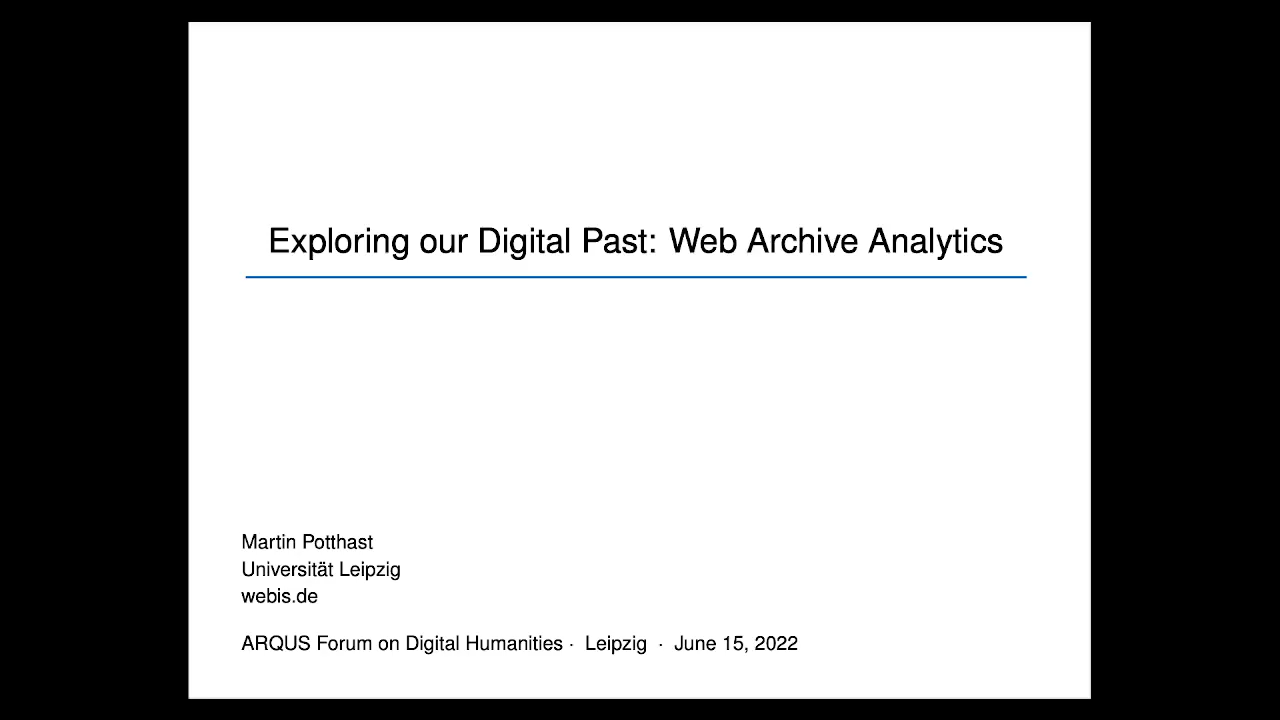 Exploring our Digital Past: Web Archive Analytics
Martin Potthast
Universität Leipzig
webis.de
ARQUS Forum on Digital Humanities · Leipzig · June 15, 2022